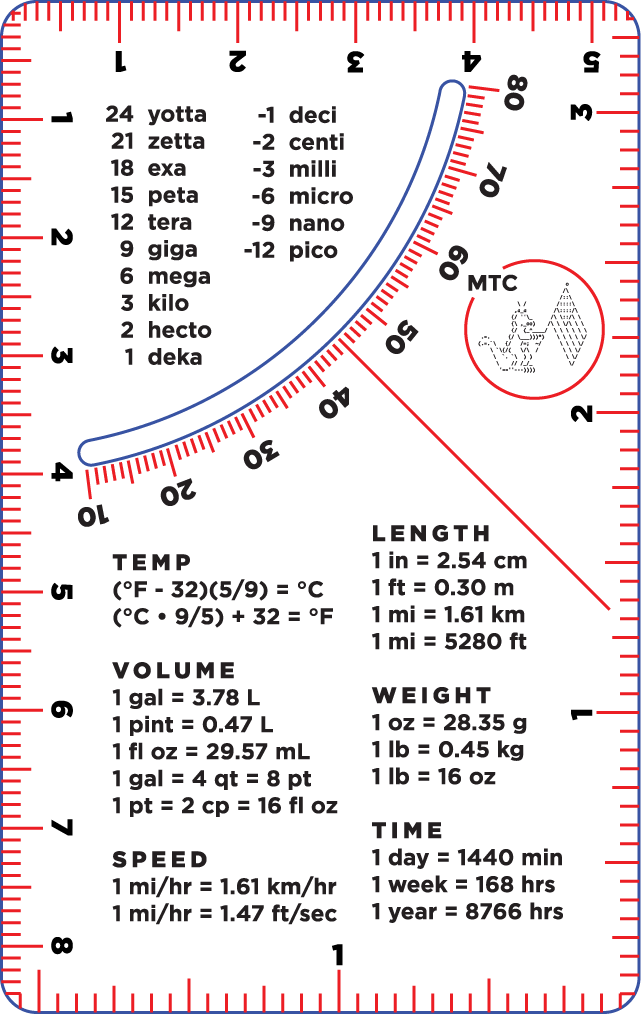 1 2 3 4 5
24 yotta -1 deci
21 zetta -2 centi
18 exa -3 milli
15 peta -6 micro
12 tera -9 nano
9 giga -12 pico
6 mega
3 kilo
2 hecto
1 deka
80
70
60
50
40
30
20
10
MTC
1
2
3
4
5
6
7
8
3
2
1
1
TEMP
(°F - 32)(5/9) = °C
(°C • 9/5) + 32 = °F
VOLUME
1 gal = 3.78 L
1 pint = 0.47 L
1 fl oz = 29.57 mL
1 gal = 4 qt = 8 pt
1 pt = 2 cp = 16 fl oz
SPEED
1 mi/hr = 1.61 km/hr
1 mi/hr = 1.47 ft/sec
LENGTH
1 in = 2.54 cm
1 ft = 0.30 m
1 mi = 1.61 km
1 mi = 5280 ft
WEIGHT
1 oz = 28.35 g
1 lb = 0.45 kg
1 lb = 16 oz
TIME
1 day = 1440 min
1 week = 168 hrs
1 year = 8766 hrs